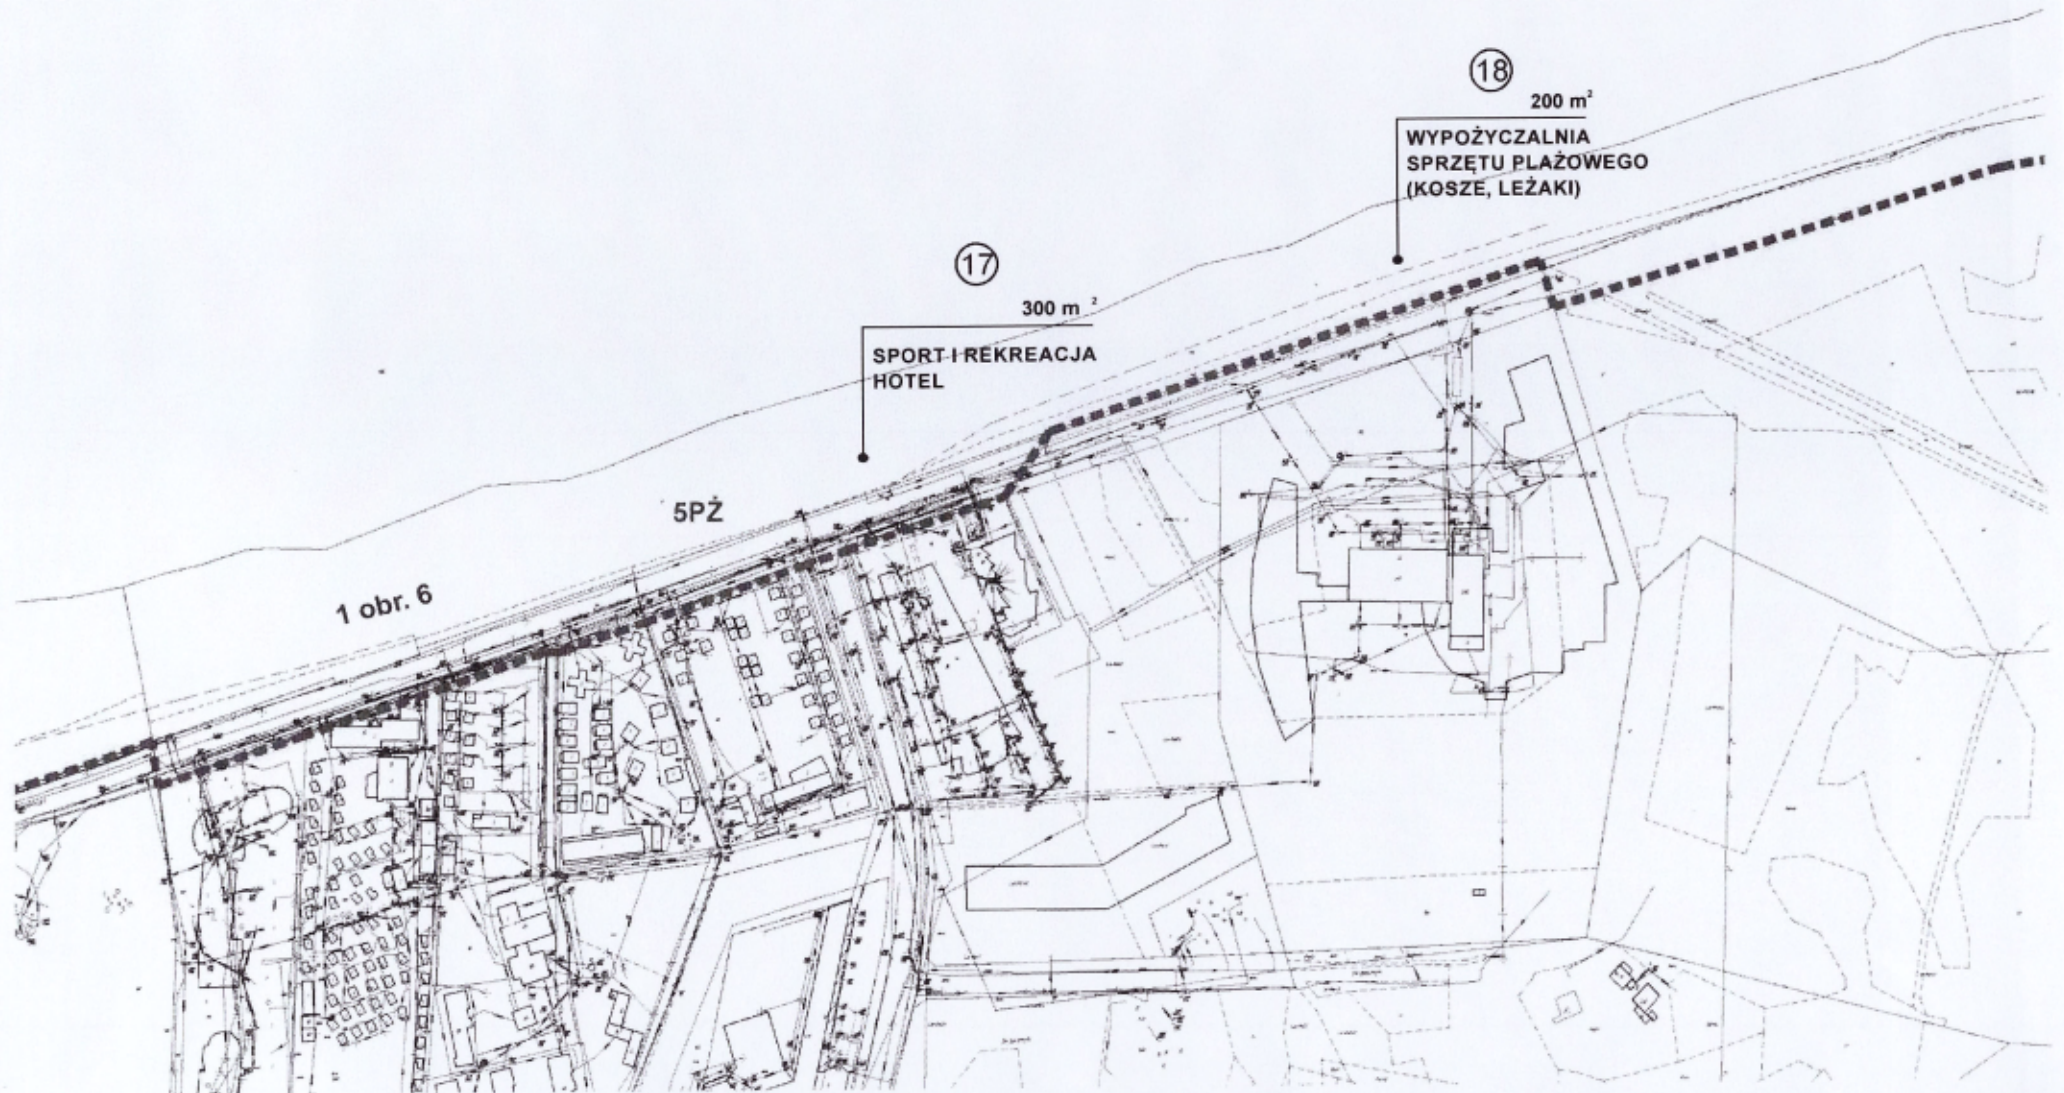 18
200 m²
WYPOŻYCZALNIA
SPRZĘTU PLAŻOWEGO
(KOSZE, LEŻAKI)
17
300 m ²
SPORT I REKREACJA
HOTEL
5PŻ
1 obr. 6